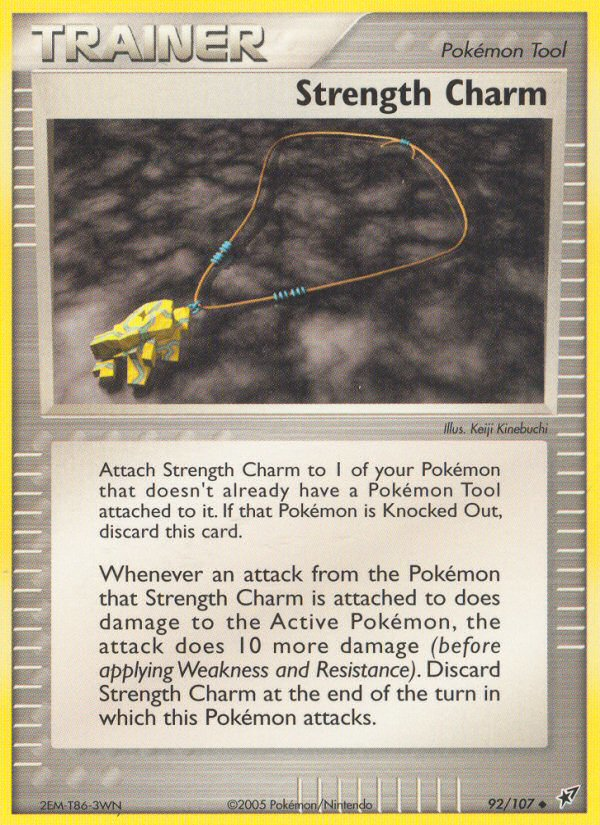 TRAINER
Pokémon Tool
Strength Charm
Illus. Keiji Kinebuchi
Attach Strength Charm to 1 of your Pokémon
that doesn't already have a Pokémon Tool
attached to it. If that Pokémon is Knocked Out,
discard this card.
Whenever an attack from the Pokémon
that Strength Charm is attached to does
damage to the Active Pokémon, the
attack does 10 more damage (before
applying Weakness and Resistance). Discard
Strength Charm at the end of the turn in
which this Pokémon attacks.
2EM-T86-3WN
©2005 Pokémon/Nintendo
92/107